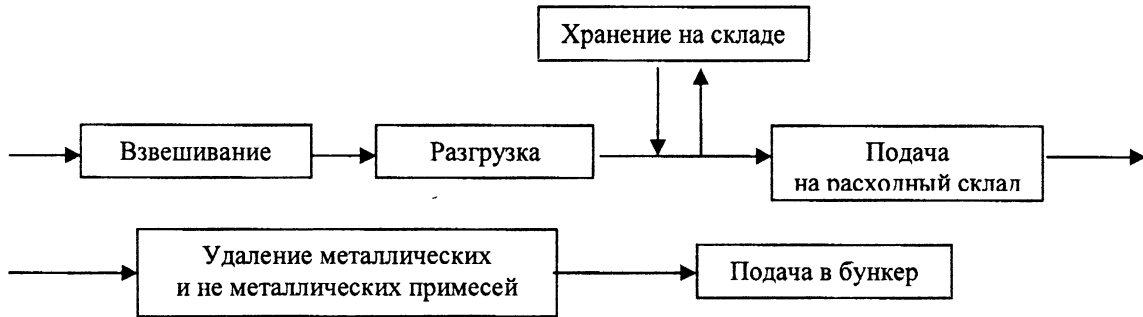 Хранение на складе
Взвешивание
Разгрузка
Подача
на расходный склад
Удаление металлических
и не металлических примесей
Подача в бункер